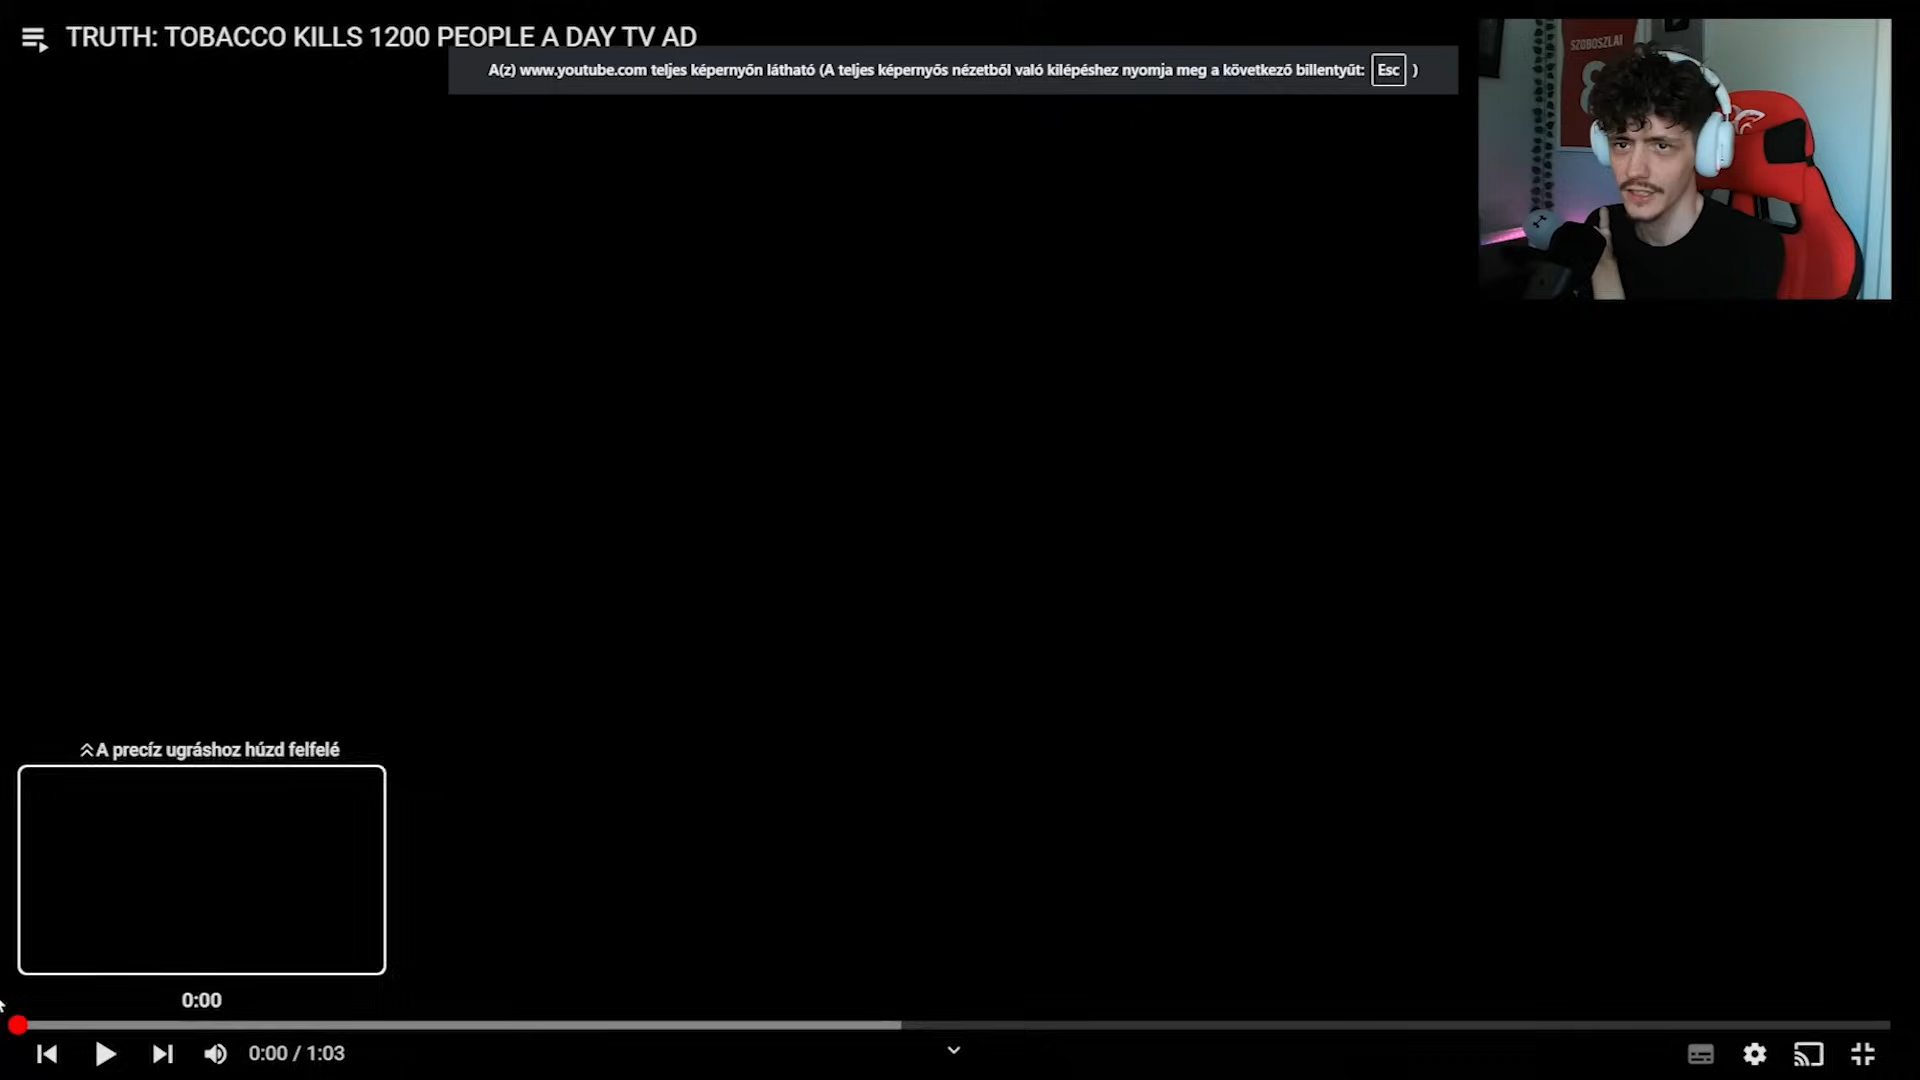 TRUTH: TOBACCO KILLS 1200 PEOPLE A DAY TV AD
A(z) www.youtube.com teljes képernyőn látható (A teljes képernyős nézetből való kilépéshez nyomja meg a következő billentyűt: Esc )
SZOBOSZLAI
8
A precíz ugráshoz húzd felfelé
0:00
0:00 / 1:03